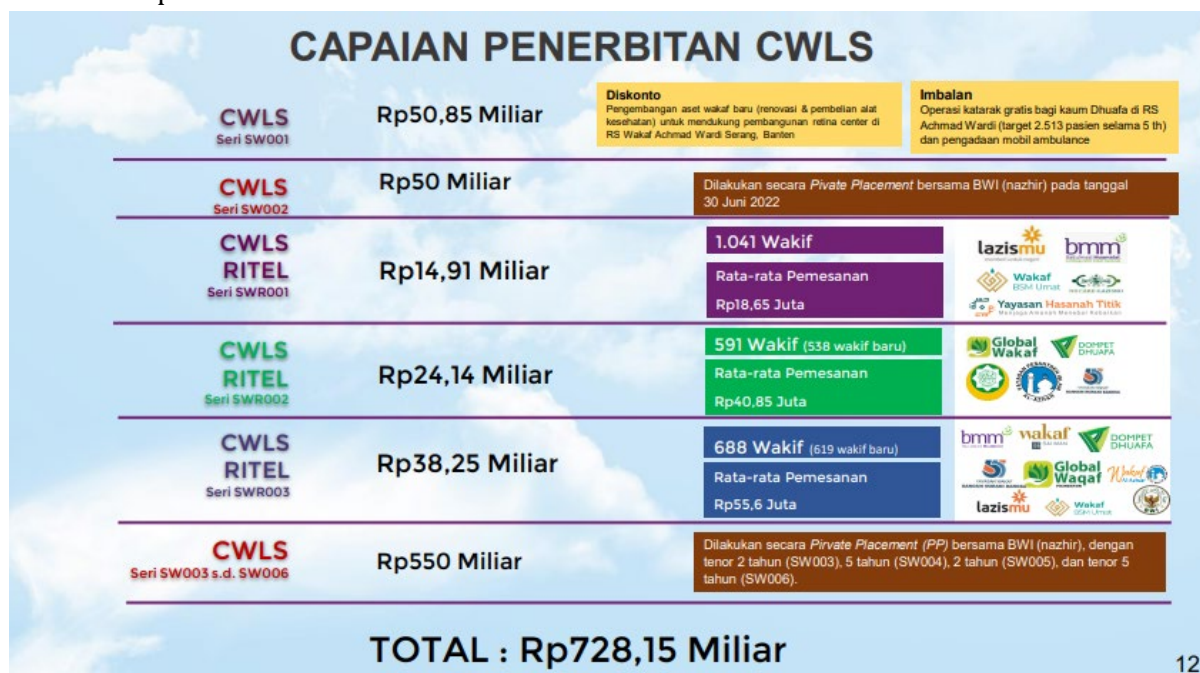 CAPAIAN PENERBITAN CWLS
CWLS
Seri SW001
Rp50,85 Miliar
Diskonto
Pengembangan aset wakaf baru (renovasi & pembelian alat
kesehatan) untuk mendukung pembangunan retina center di
RS Wakaf Achmad Wardi Serang, Banten
Imbalan
Operasi katarak gratis bagi kaum Dhuafa di RS
Achmad Wardi (target 2.513 pasien selama 5 th)
dan pengadaan mobil ambulance
CWLS
Seri SW002
Rp50 Miliar
Dilakukan secara Pivate Placement bersama BWI (nazhir) pada tanggal
30 Juni 2022
CWLS
RITEL
Seri SWR001
Rp14,91 Miliar
1.041 Wakif
Rata-rata Pemesanan
Rp18,65 Juta
lazismu
bmm
Wakaf
BSM Umat
Yayasan Hasanah Titik
Menjaga Amanah Menebar Kebaikan
CWLS
RITEL
Seri SWR002
Rp24,14 Miliar
591 Wakif (538 wakif baru)
Rata-rata Pemesanan
Rp40,85 Juta
Global
Wakaf
DOMPET
DHUAFA
CWLS
RITEL
Seri SWR003
Rp38,25 Miliar
688 Wakif (619 wakif baru)
Rata-rata Pemesanan
Rp55,6 Juta
bmm
wakaf
DOMPET
DHUAFA
Global
Waqaf
Wakaf
lazismu
Wakaf
BSM Umat
BWI
CWLS
Seri SW003 s.d. SW006
Rp550 Miliar
Dilakukan secara Pirvate Placement (PP) bersama BWI (nazhir), dengan
tenor 2 tahun (SW003), 5 tahun (SW004), 2 tahun (SW005), dan tenor 5
tahun (SW006).
TOTAL : Rp728,15 Miliar
12